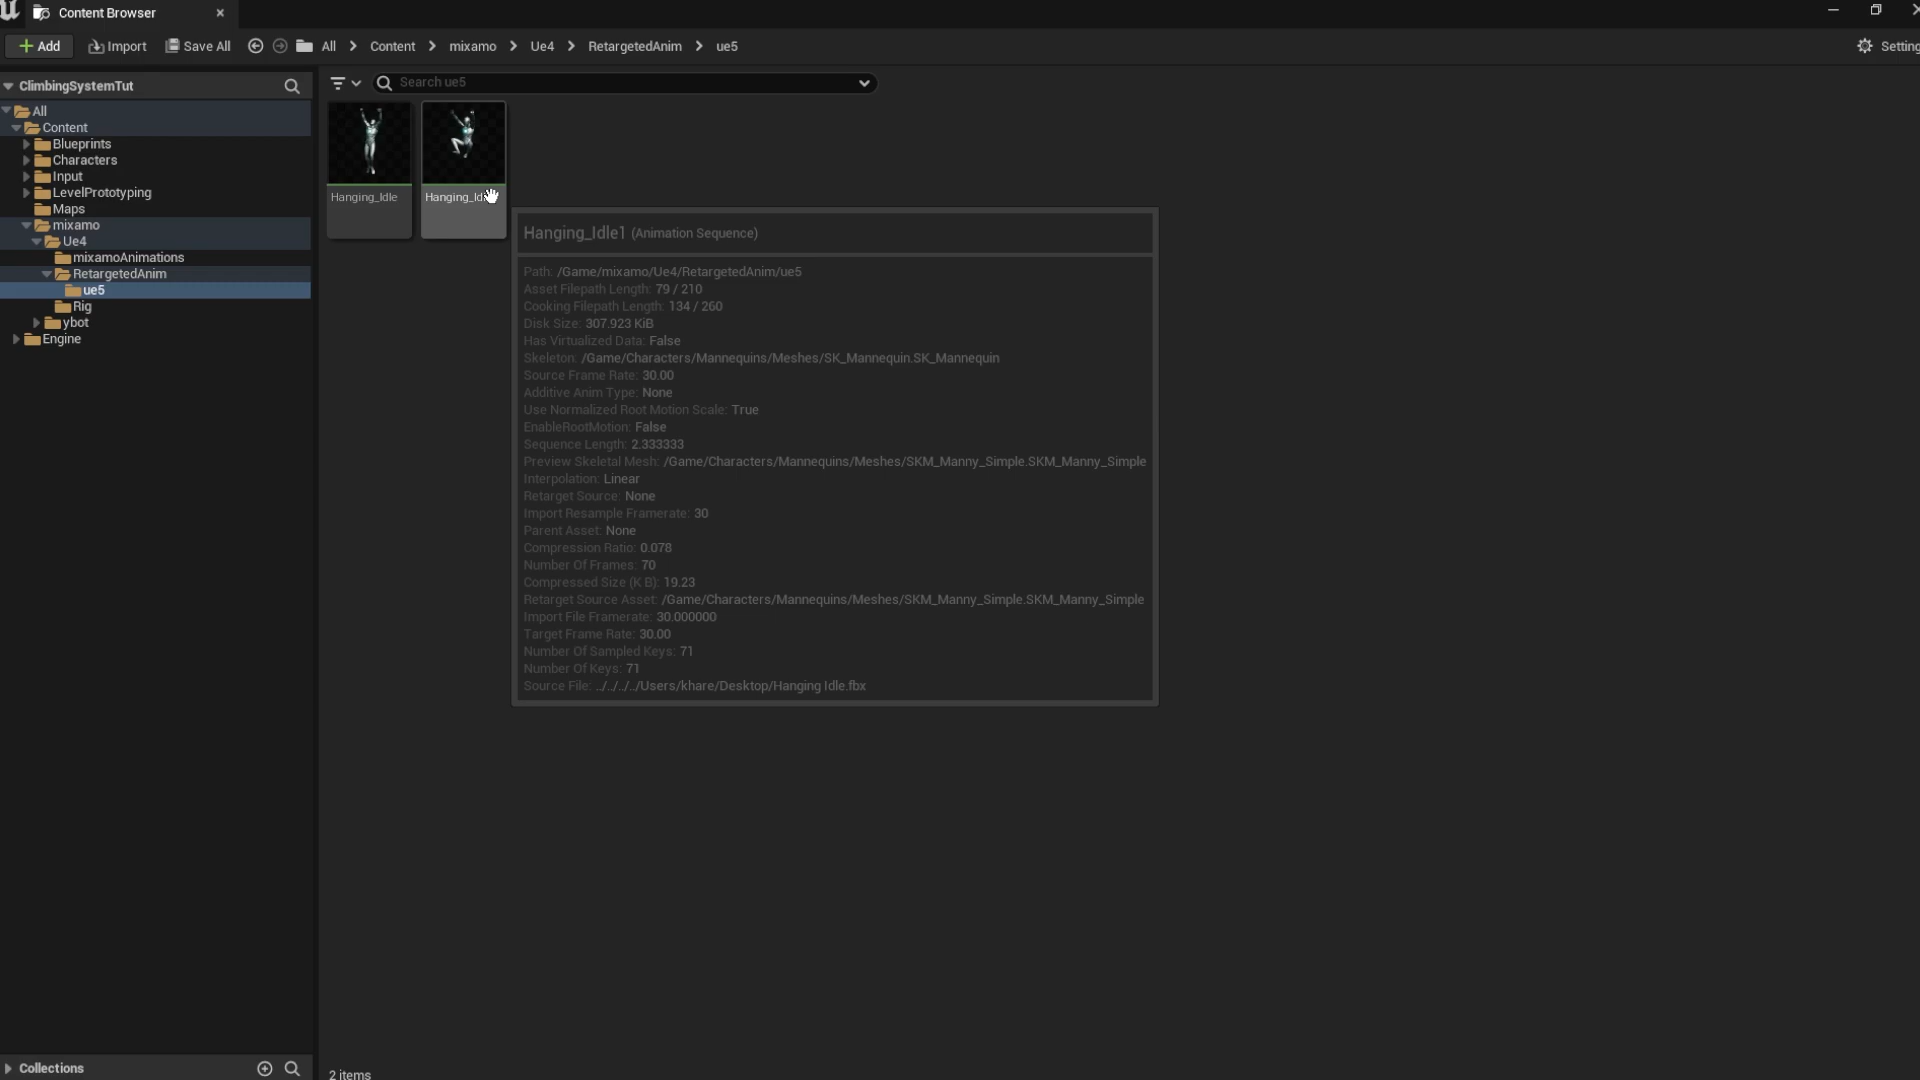 Content Browser
Add Import Save All All Content mixamo Ue4 RetargetedAnim ue5
Setting
ClimbingSystemTut
Search ue5
All
Content
Blueprints
Characters
Input
LevelPrototyping
Maps
mixamo
Ue4
mixamoAnimations
RetargetedAnim
ue5
Rig
ybot
Engine
Hanging_Idle
Hanging_Id
Hanging_Idle1 (Animation Sequence)
Path: /Game/mixamo/Ue4/RetargetedAnim/ue5
Asset Filepath Length: 79 / 210
Cooking Filepath Length: 134 / 260
Disk Size: 307.923 KiB
Has Virtualized Data: False
Skeleton: /Game/Characters/Mannequins/Meshes/SK_Mannequin.SK_Mannequin
Source Frame Rate: 30.00
Additive Anim Type: None
Use Normalized Root Motion Scale: True
EnableRootMotion: False
Sequence Length: 2.333333
Preview Skeletal Mesh: /Game/Characters/Mannequins/Meshes/SKM_Manny_Simple.SKM_Manny_Simple
Interpolation: Linear
Retarget Source: None
Import Resample Framerate: 30
Parent Asset: None
Compression Ratio: 0.078
Number Of Frames: 70
Compressed Size (K B): 19.23
Retarget Source Asset: /Game/Characters/Mannequins/Meshes/SKM_Manny_Simple.SKM_Manny_Simple
Import File Framerate: 30.000000
Target Frame Rate: 30.00
Number Of Sampled Keys: 71
Number Of Keys: 71
Source File: ../../../../Users/khare/Desktop/Hanging Idle.fbx
Collections
2 items